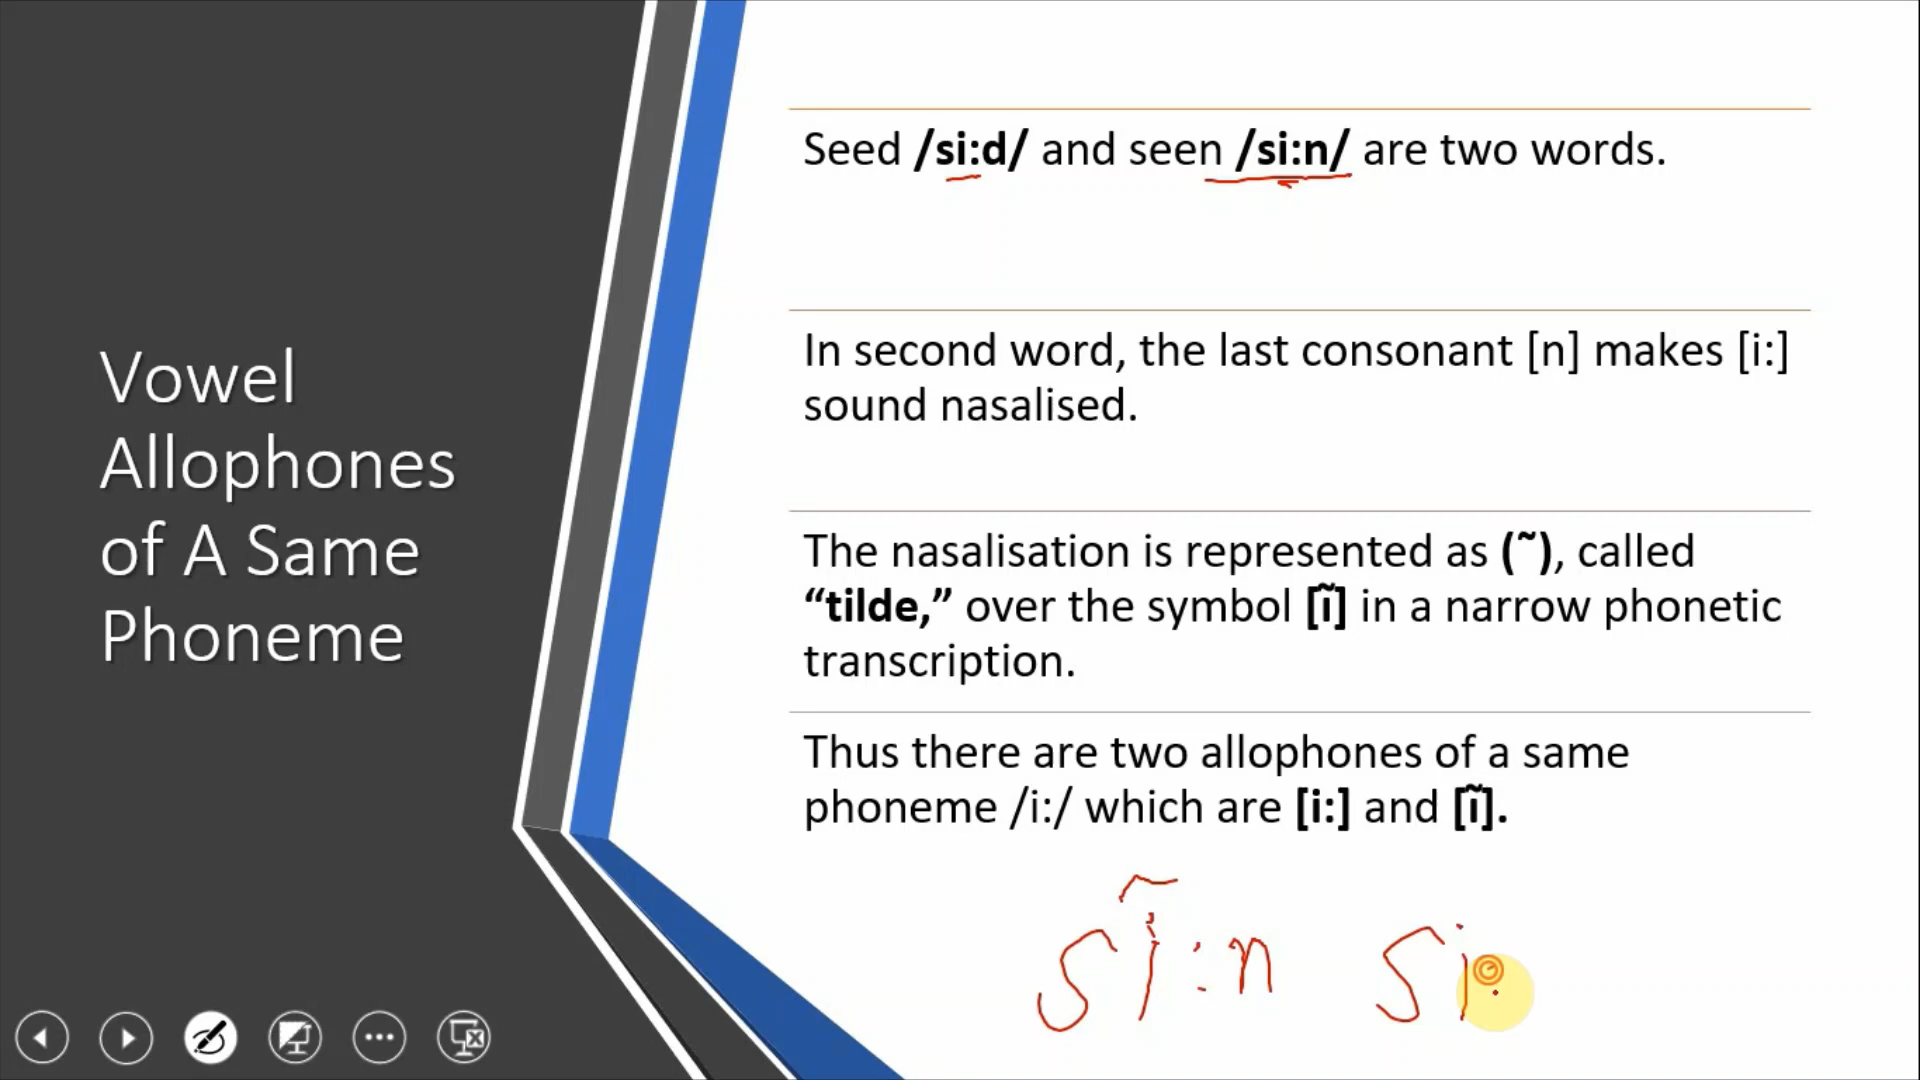 Vowel
Allophones
of A Same
Phoneme
Seed /si:d/ and seen /si:n/ are two words.
In second word, the last consonant [n] makes [i:]
sound nasalised.
The nasalisation is represented as (˜), called
“tilde,” over the symbol [ĩ] in a narrow phonetic
transcription.
Thus there are two allophones of a same
phoneme /i:/ which are [i:] and [ĩ].
sĩ:n si: